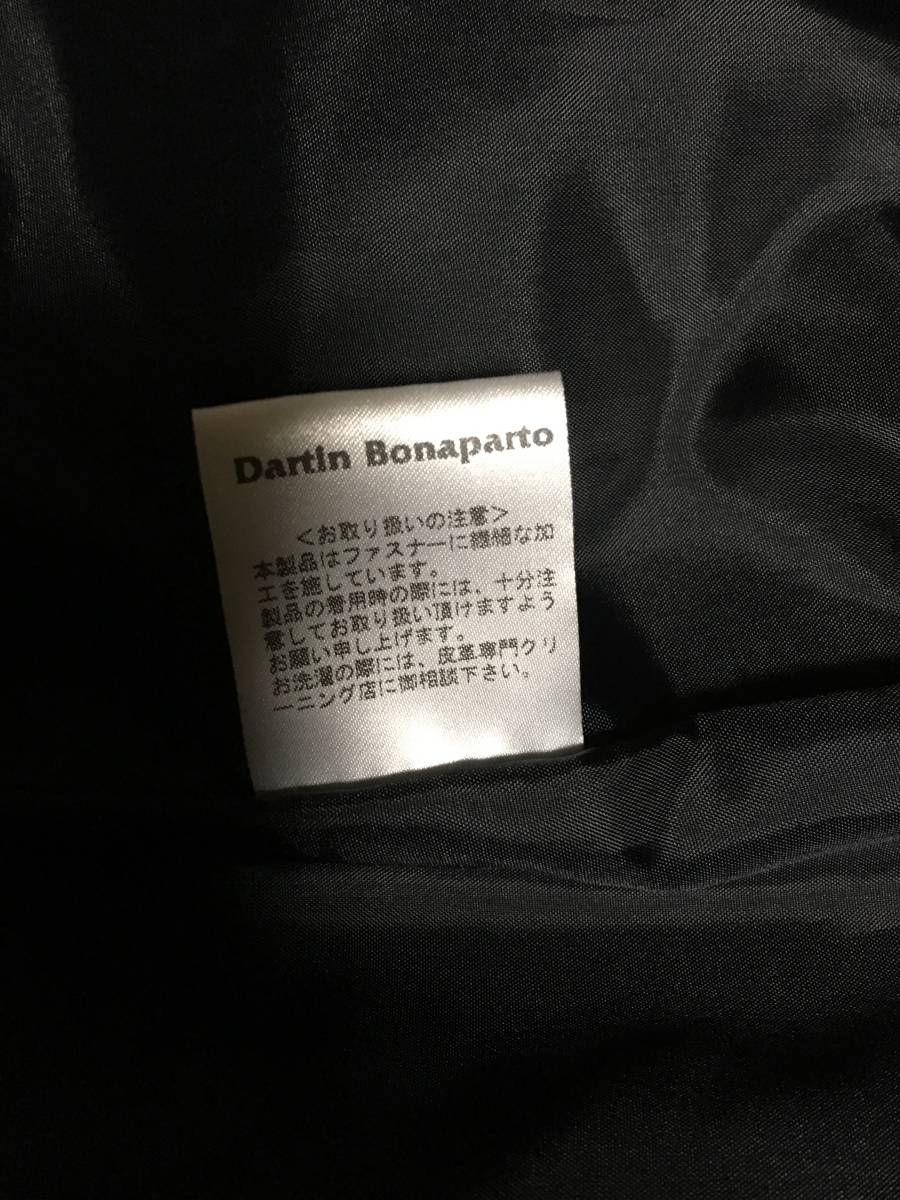 Dartin Bonaparto
＜お取り扱いの注意＞
本製品はファスナーに繊細な加
工を施しています。
製品の着用時の際には、十分注
意してお取り扱い頂けますよう
お願い申し上げます。
お洗濯の際には、皮革専門クリ
ーニング店に御相談下さい。